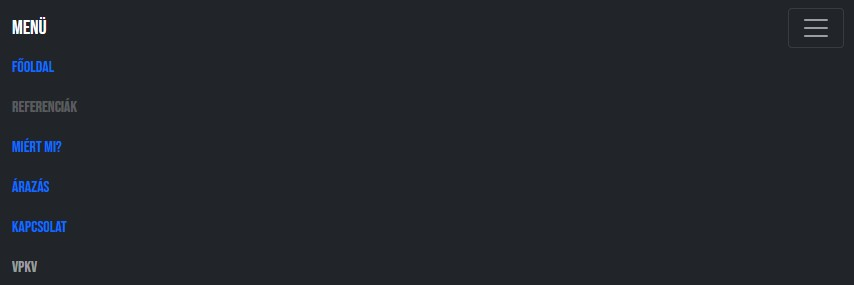 MENÜ
FŐOLDAL
REFERENCIÁK
MIÉRT MI?
ÁRAZÁS
KAPCSOLAT
VPKV